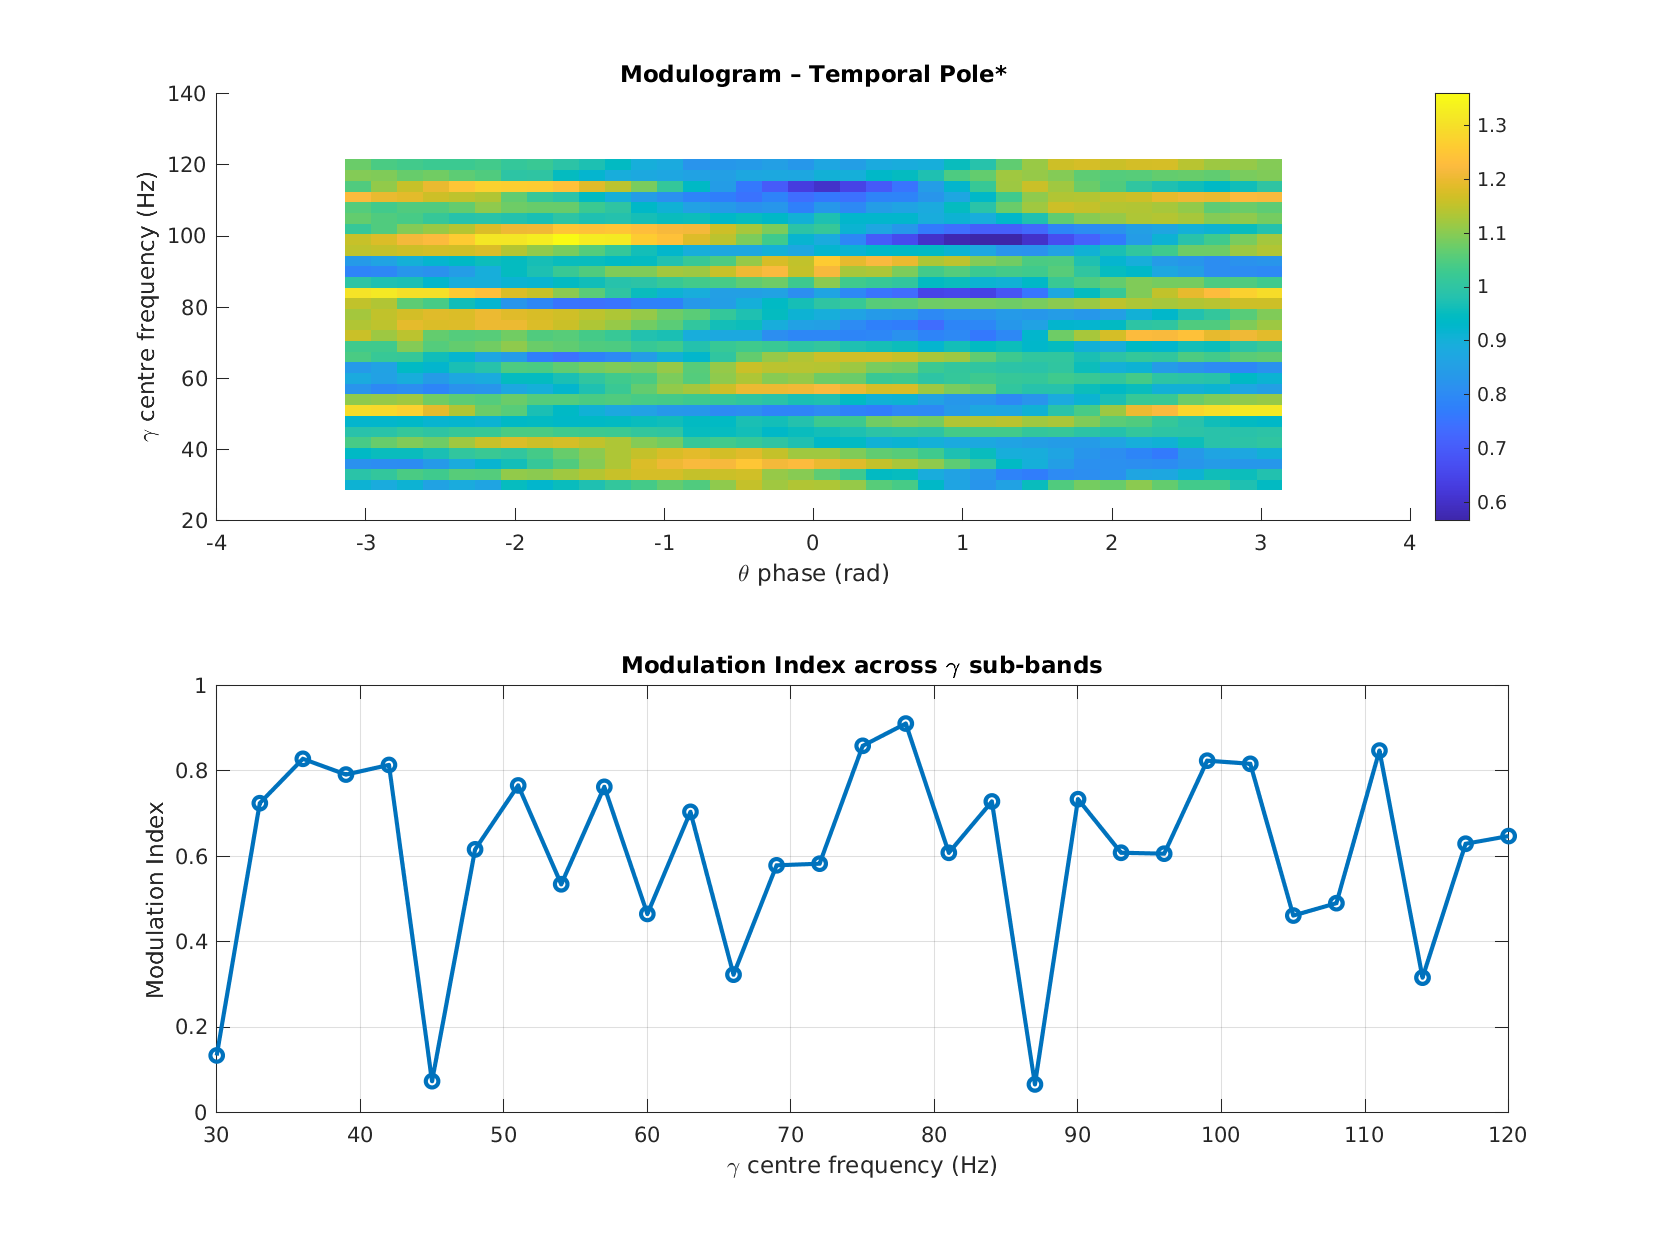 Modulogram – Temporal Pole*
140
120
100
80
60
40
20
γ centre frequency (Hz)
-4 -3 -2 -1 0 1 2 3 4
θ phase (rad)
1.3
1.2
1.1
1
0.9
0.8
0.7
0.6
Modulation Index across γ sub-bands
1
0.8
0.6
0.4
0.2
0
Modulation Index
30 40 50 60 70 80 90 100 110 120
γ centre frequency (Hz)